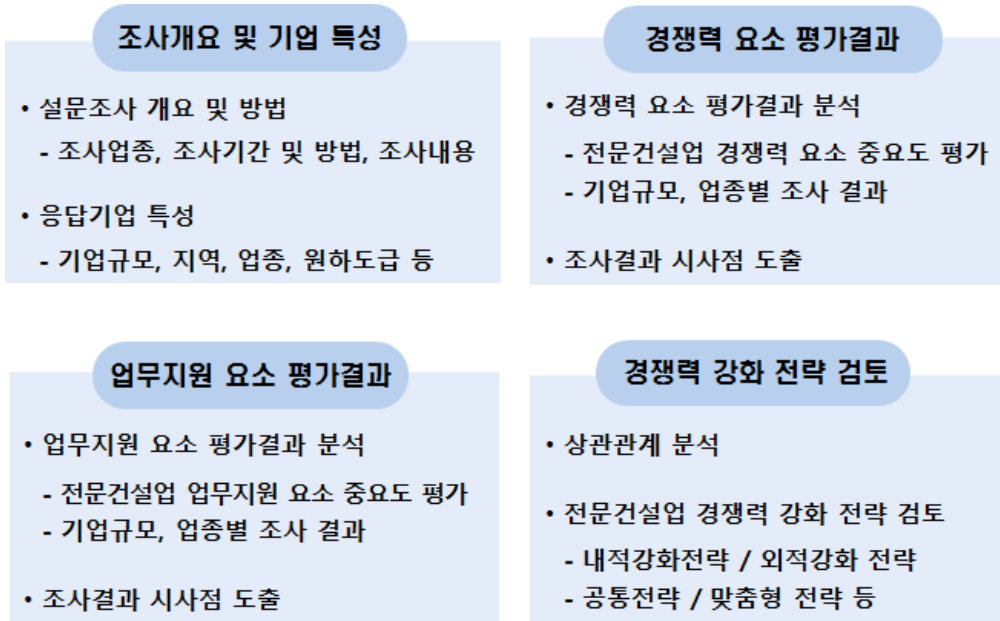 조사개요 및 기업 특성
• 설문조사 개요 및 방법
- 조사업종, 조사기간 및 방법, 조사내용
• 응답기업 특성
- 기업규모, 지역, 업종, 원하도급 등
경쟁력 요소 평가결과
• 경쟁력 요소 평가결과 분석
- 전문건설업 경쟁력 요소 중요도 평가
- 기업규모, 업종별 조사 결과
• 조사결과 시사점 도출
업무지원 요소 평가결과
• 업무지원 요소 평가결과 분석
- 전문건설업 업무지원 요소 중요도 평가
- 기업규모, 업종별 조사 결과
• 조사결과 시사점 도출
경쟁력 강화 전략 검토
• 상관관계 분석
• 전문건설업 경쟁력 강화 전략 검토
- 내적강화전략 / 외적강화 전략
- 공통전략 / 맞춤형 전략 등